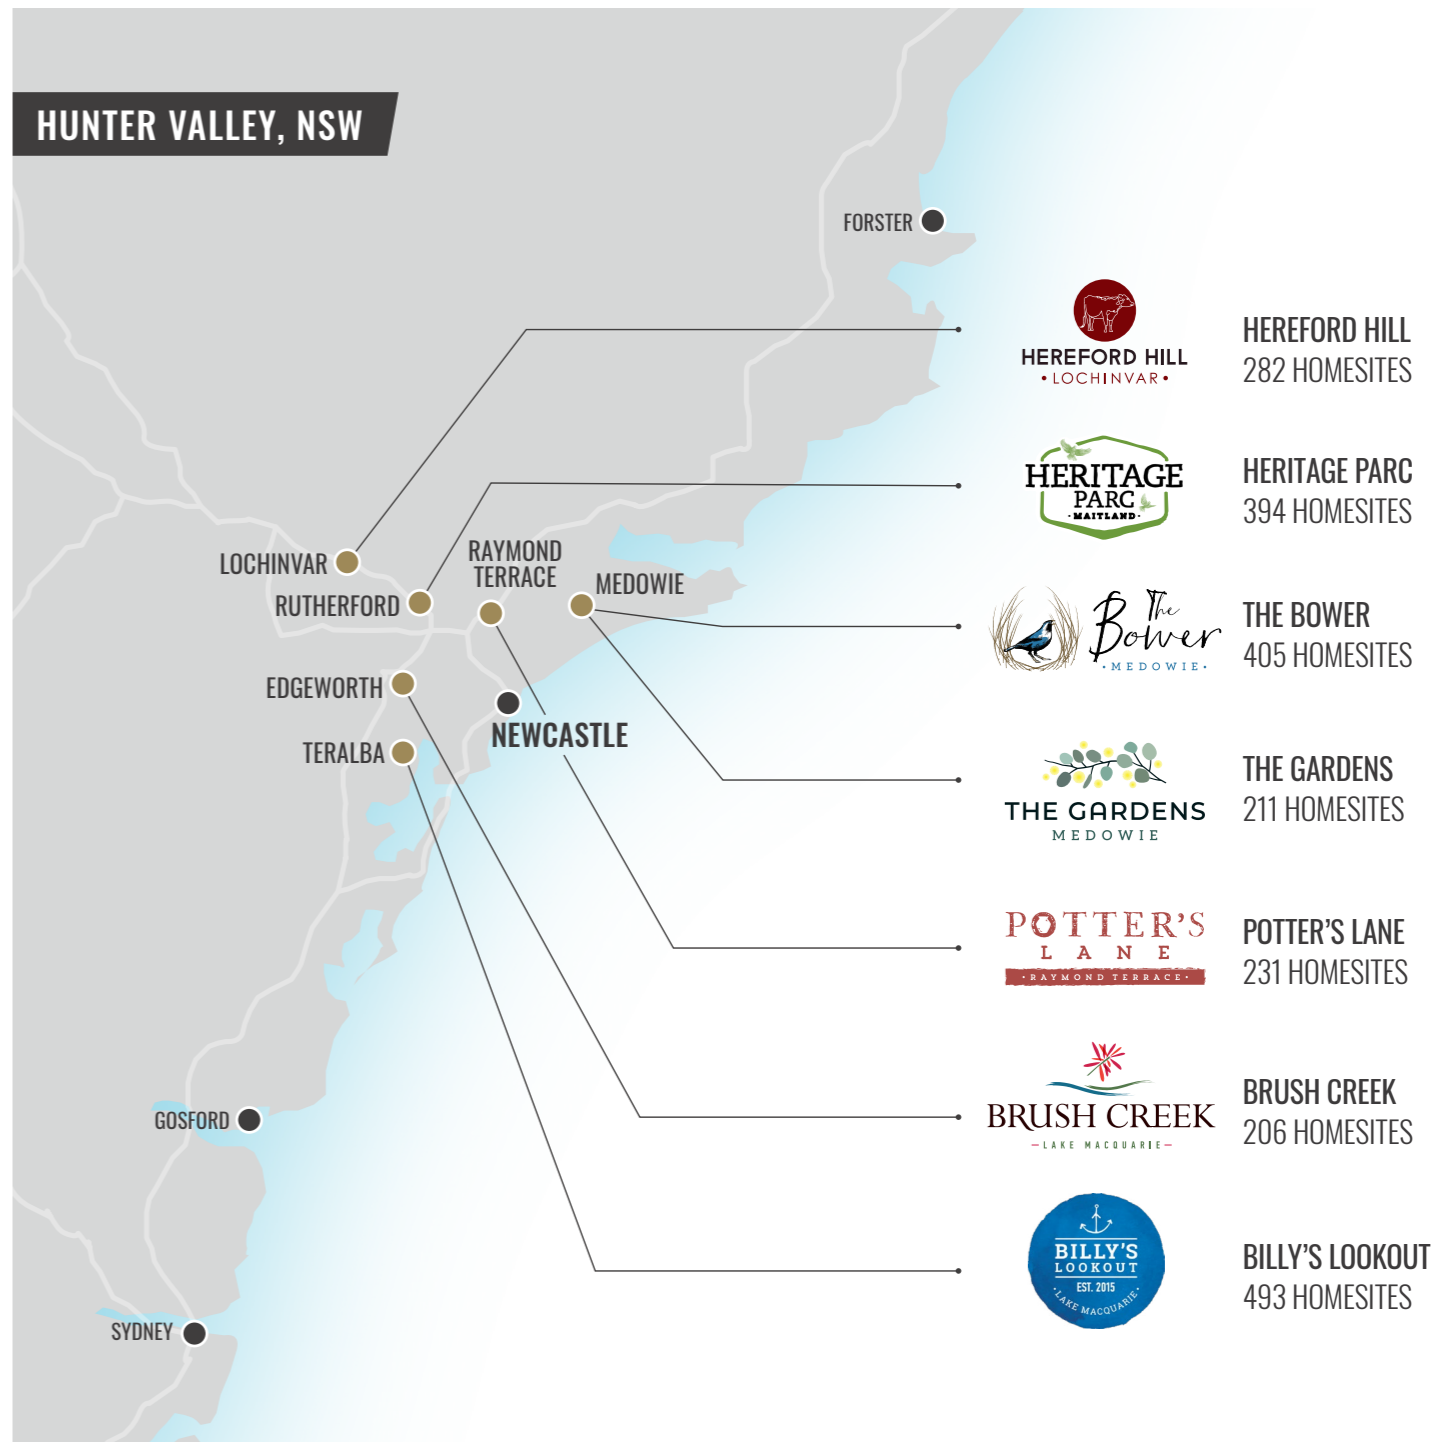 HUNTER VALLEY, NSW
FORSTER
LOCHINVAR
RUTHERFORD
RAYMOND
TERRACE
MEDOWIE
EDGEWORTH
TERALBA
NEWCASTLE
GOSFORD
SYDNEY
HEREFORD HILL
•LOCHINVAR•
HEREFORD HILL
282 HOMESITES
HERITAGE
PARC
·MAITLAND·
HERITAGE PARC
394 HOMESITES
The
Bower
·MEDOWIE·
THE BOWER
405 HOMESITES
THE GARDENS
MEDOWIE
THE GARDENS
211 HOMESITES
POTTER'S
LANE
·RAYMOND TERRACE·
POTTER'S LANE
231 HOMESITES
BRUSH CREEK
–LAKE MACQUARIE–
BRUSH CREEK
206 HOMESITES
BILLY'S
LOOKOUT
EST. 2015
·LAKE MACQUARIE·
BILLY'S LOOKOUT
493 HOMESITES